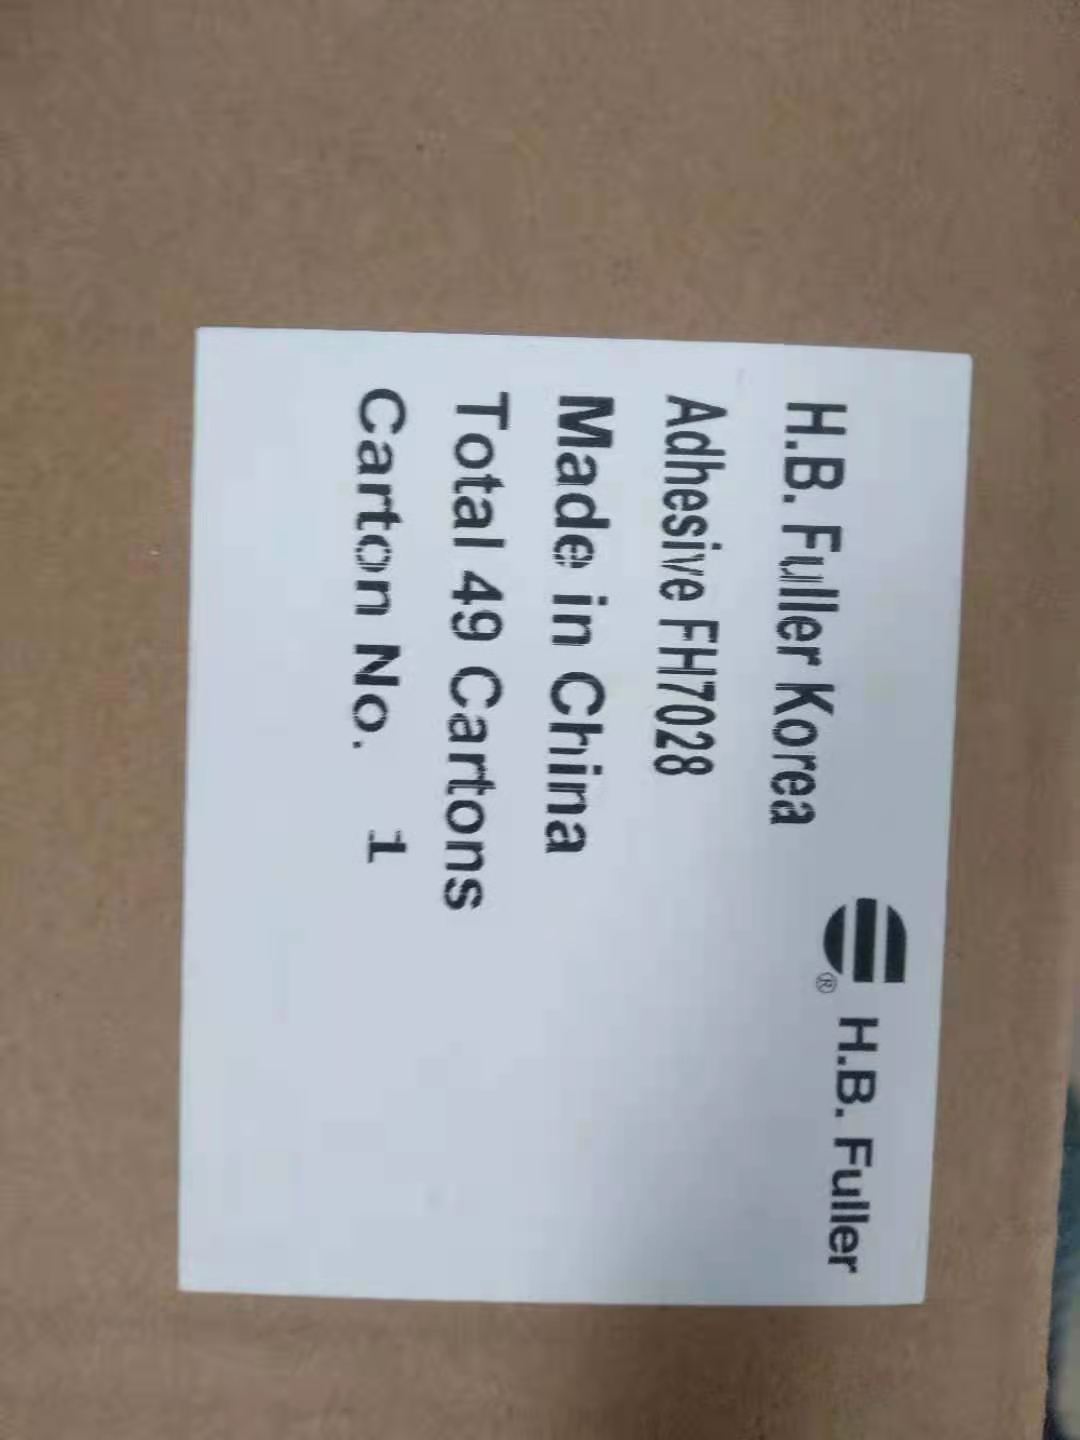 ® H.B. Fuller
H.B. Fuller Korea
Adhesive FH7028
Made in China
Total 49 Cartons
Carton No. 1